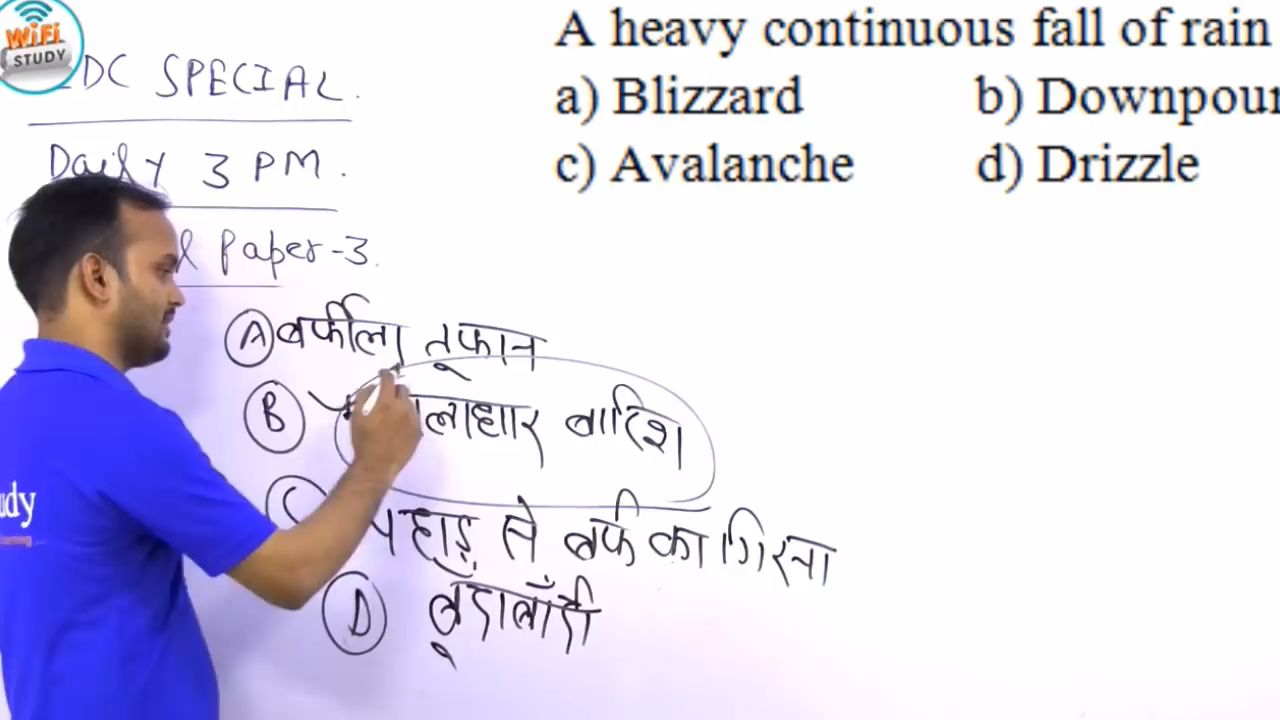 WiFi
STUDY
DC SPECIAL.
Daily 3 PM.
Paper-3.
A heavy continuous fall of rain
a) Blizzard b) Downpour
c) Avalanche d) Drizzle
A बर्फीला तूफान
B लाधार बारिश
C पहाड़ से बर्फ का गिरना
D बूँदाबाँदी
udy